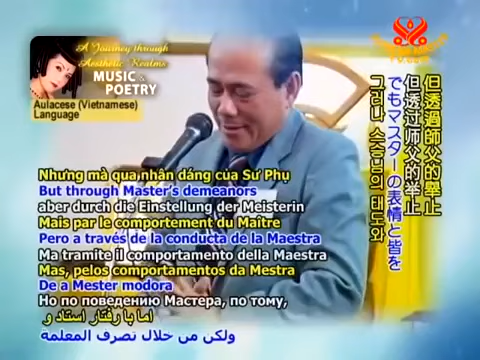 A Journey through
Aesthetic Realms
MUSIC &
POETRY
Aulacese (Vietnamese)
Language
Nhưng mà qua nhân dáng của Sư Phụ
But through Master's demeanors
aber durch die Einstellung der Meisterin
Mais par le comportement du Maître
Pero a través de la conducta de la Maestra
Ma tramite il comportamento della Maestra
Mas, pelos comportamentos da Mestra
De a Mester modora
Но по поведению Мастера, по тому,
اما با رفتار استاد و
ولكن من خلال تصرف المعلمة
但透過師父的舉止
但透过师父的举止
でもマスターの表情と皆を
그러나 스승님의 태도와